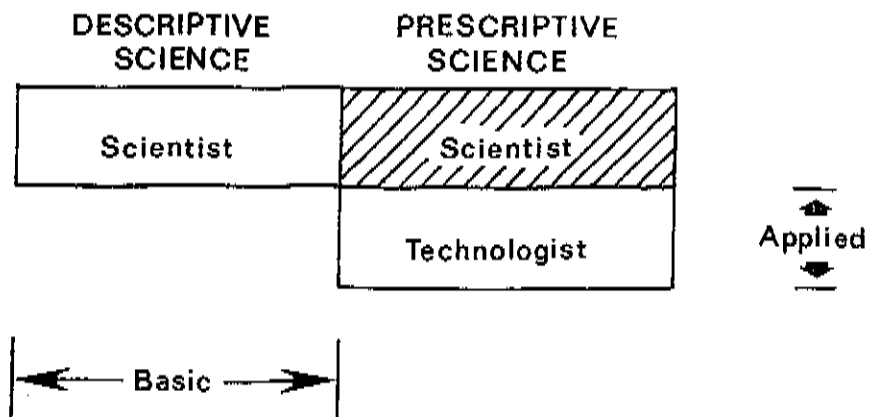 DESCRIPTIVE
SCIENCE
PRESCRIPTIVE
SCIENCE
Scientist
Scientist
Technologist
Applied
Basic